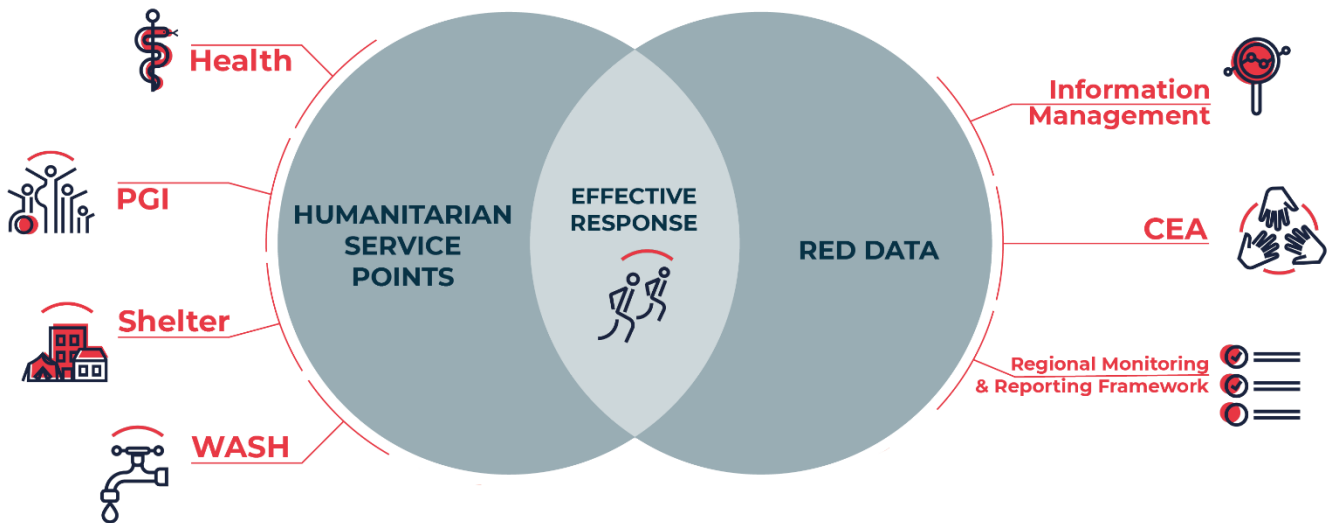 Health
PGI
Shelter
WASH
HUMANITARIAN
SERVICE
POINTS
EFFECTIVE
RESPONSE
RED DATA
Information
Management
CEA
Regional Monitoring
& Reporting Framework